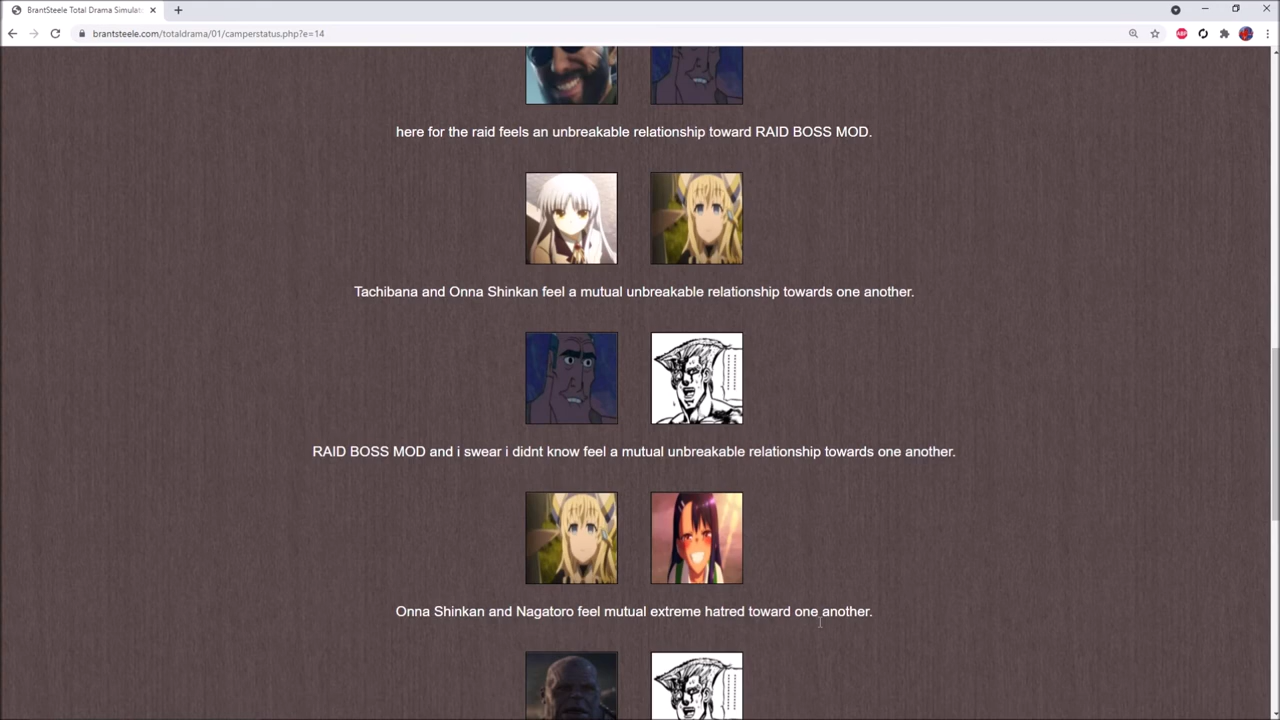 BrantSteele Total Drama Simulat
brantsteele.com/totaldrama/01/camperstatus.php?e=14
ABP
here for the raid feels an unbreakable relationship toward RAID BOSS MOD.
Tachibana and Onna Shinkan feel a mutual unbreakable relationship towards one another.
RAID BOSS MOD and i swear i didnt know feel a mutual unbreakable relationship towards one another.
Onna Shinkan and Nagatoro feel mutual extreme hatred toward one another.